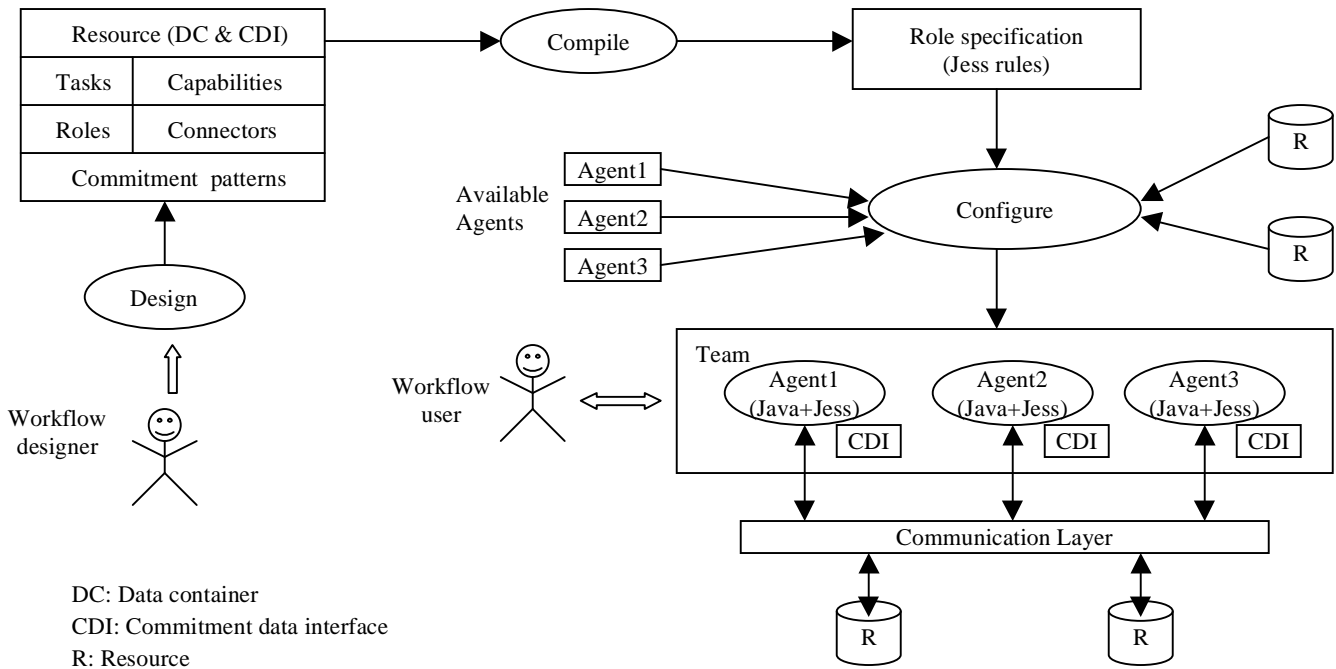 Resource (DC & CDI)
Tasks
Capabilities
Roles
Connectors
Commitment patterns
Compile
Role specification
(Jess rules)
Available
Agents
Agent1
Agent2
Agent3
Configure
R
R
Design
Workflow
designer
Workflow
user
Team
Agent1
(Java+Jess)
CDI
Agent2
(Java+Jess)
CDI
Agent3
(Java+Jess)
CDI
Communication Layer
R
R
DC: Data container
CDI: Commitment data interface
R: Resource